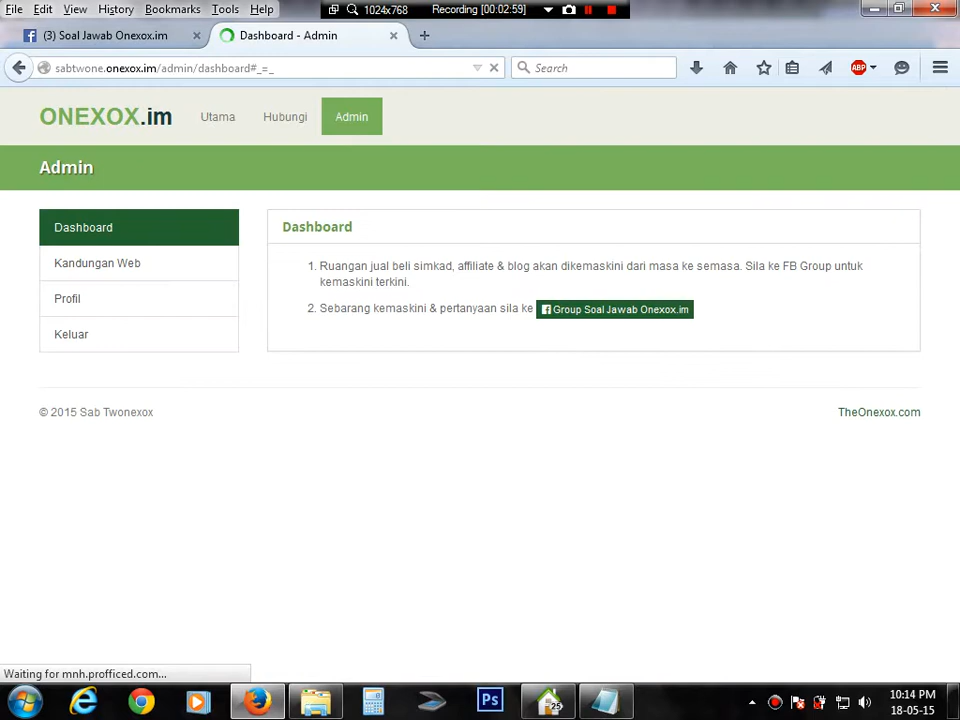 File Edit View History Bookmarks Tools Help 1024x768 Recording [00:02:59]
(3) Soal Jawab Onexox.im Dashboard - Admin
sabtwone.onexox.im/admin/dashboard#_=_ Search ABP
ONEXOX.im Utama Hubungi Admin
Admin
Dashboard
Kandungan Web
Profil
Keluar
Dashboard
1. Ruangan jual beli simkad, affiliate & blog akan dikemaskini dari masa ke semasa. Sila ke FB Group untuk
kemaskini terkini.
2. Sebarang kemaskini & pertanyaan sila ke Group Soal Jawab Onexox.im
© 2015 Sab Twonexox TheOnexox.com
Waiting for mnh.profficed.com...
Ps 25 10:14 PM
18-05-15